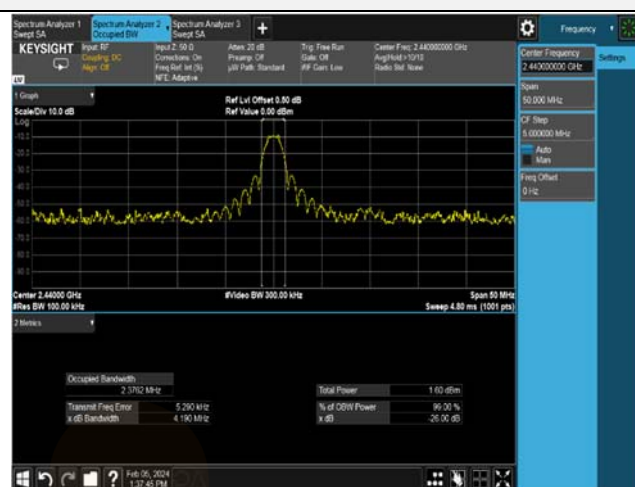 Spectrum Analyzer 1
Swept SA
Spectrum Analyzer 2
Occupied BW
Spectrum Analyzer 3
Swept SA
+
Frequency
KEYSIGHT
Input: RF
Coupling: DC
Align: Off
Input Z: 50 Ω
Corrections: On
Freq Ref: Int (S)
NFE: Adaptive
Atten: 20 dB
Preamp: Off
µW Path: Standard
Trig: Free Run
Gate: Off
#IF Gain: Low
Center Freq: 2.440000000 GHz
Avg|Hold:>10/10
Radio Std: None
Center Frequency
2.440000000 GHz
Settings
Span
50.000 MHz
CF Step
5.000000 MHz
Auto
Man
Freq Offset
0 Hz
1 Graph
Scale/Div 10.0 dB
Log
Ref Lvl Offset 0.50 dB
Ref Value 0.00 dBm
Center 2.44000 GHz
#Res BW 100.00 kHz
#Video BW 300.00 kHz
Span 50 MHz
Sweep 4.80 ms (1001 pts)
2 Metrics
Occupied Bandwidth
2.3762 MHz
Total Power 1.60 dBm
Transmit Freq Error 5.290 kHz
% of OBW Power 99.00 %
x dB Bandwidth 4.190 MHz
x dB -26.00 dB
Feb 05, 2024
1:37:45 PM